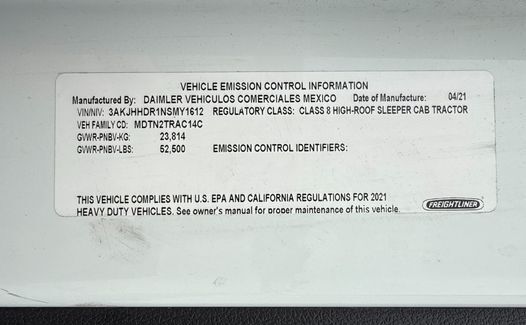 VEHICLE EMISSION CONTROL INFORMATION
Manufactured By: DAIMLER VEHICULOS COMERCIALES MEXICO Date of Manufacture: 04/21
VIN/NIV: 3AKJHHDR1NSMY1612 REGULATORY CLASS: CLASS 8 HIGH-ROOF SLEEPER CAB TRACTOR
VEH FAMILY CD: MDTN2TRAC14C
GVWR-PNBV-KG: 23,814
GVWR-PNBV-LBS: 52,500 EMISSION CONTROL IDENTIFIERS:
THIS VEHICLE COMPLIES WITH U.S. EPA AND CALIFORNIA REGULATIONS FOR 2021
HEAVY DUTY VEHICLES. See owner's manual for proper maintenance of this vehicle.
FREIGHTLINER